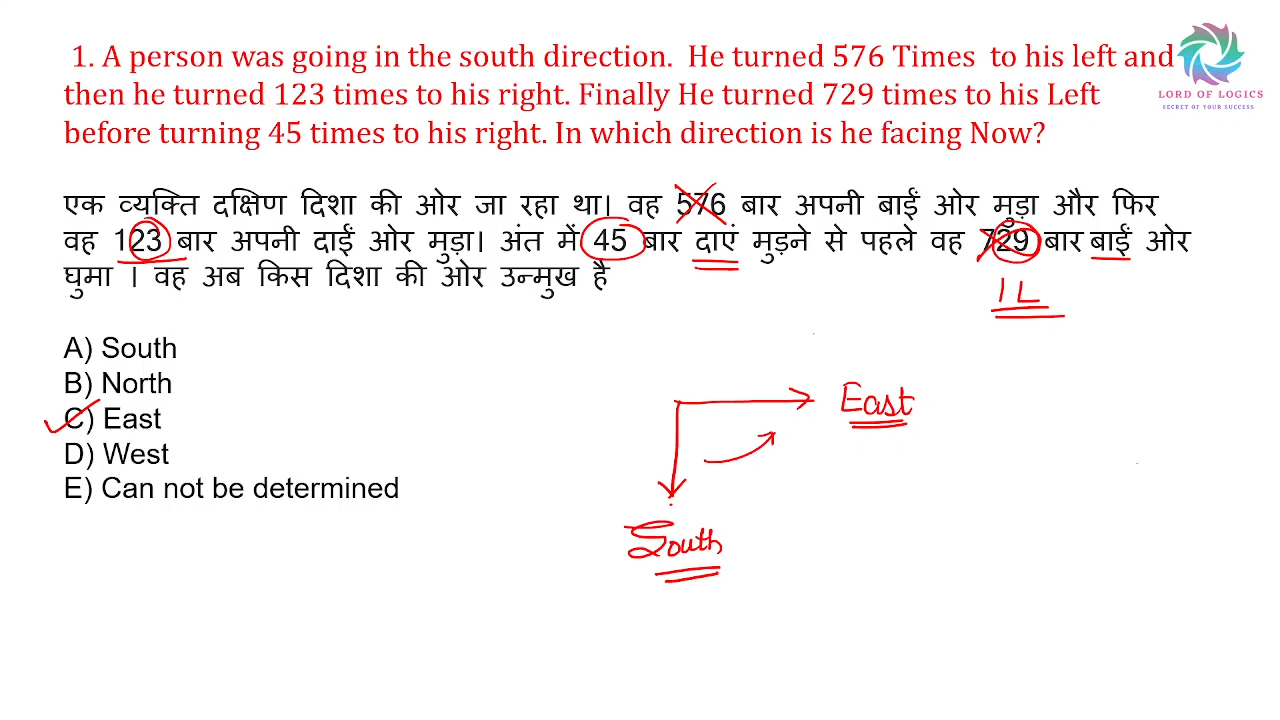 1. A person was going in the south direction. He turned 576 Times to his left and
then he turned 123 times to his right. Finally He turned 729 times to his Left
before turning 45 times to his right. In which direction is he facing Now?
LORD OF LOGICS
SECRET OF YOUR SUCCESS
एक व्यक्ति दक्षिण दिशा की ओर जा रहा था। वह 576 बार अपनी बाईं ओर मुड़ा और फिर
वह 123 बार अपनी दाईं ओर मुड़ा। अंत में 45 बार दाएं मुड़ने से पहले वह 729 बार बाईं ओर
घुमा । वह अब किस दिशा की ओर उन्मुख है
1L
A) South
B) North
C) East
D) West
E) Can not be determined
East
South